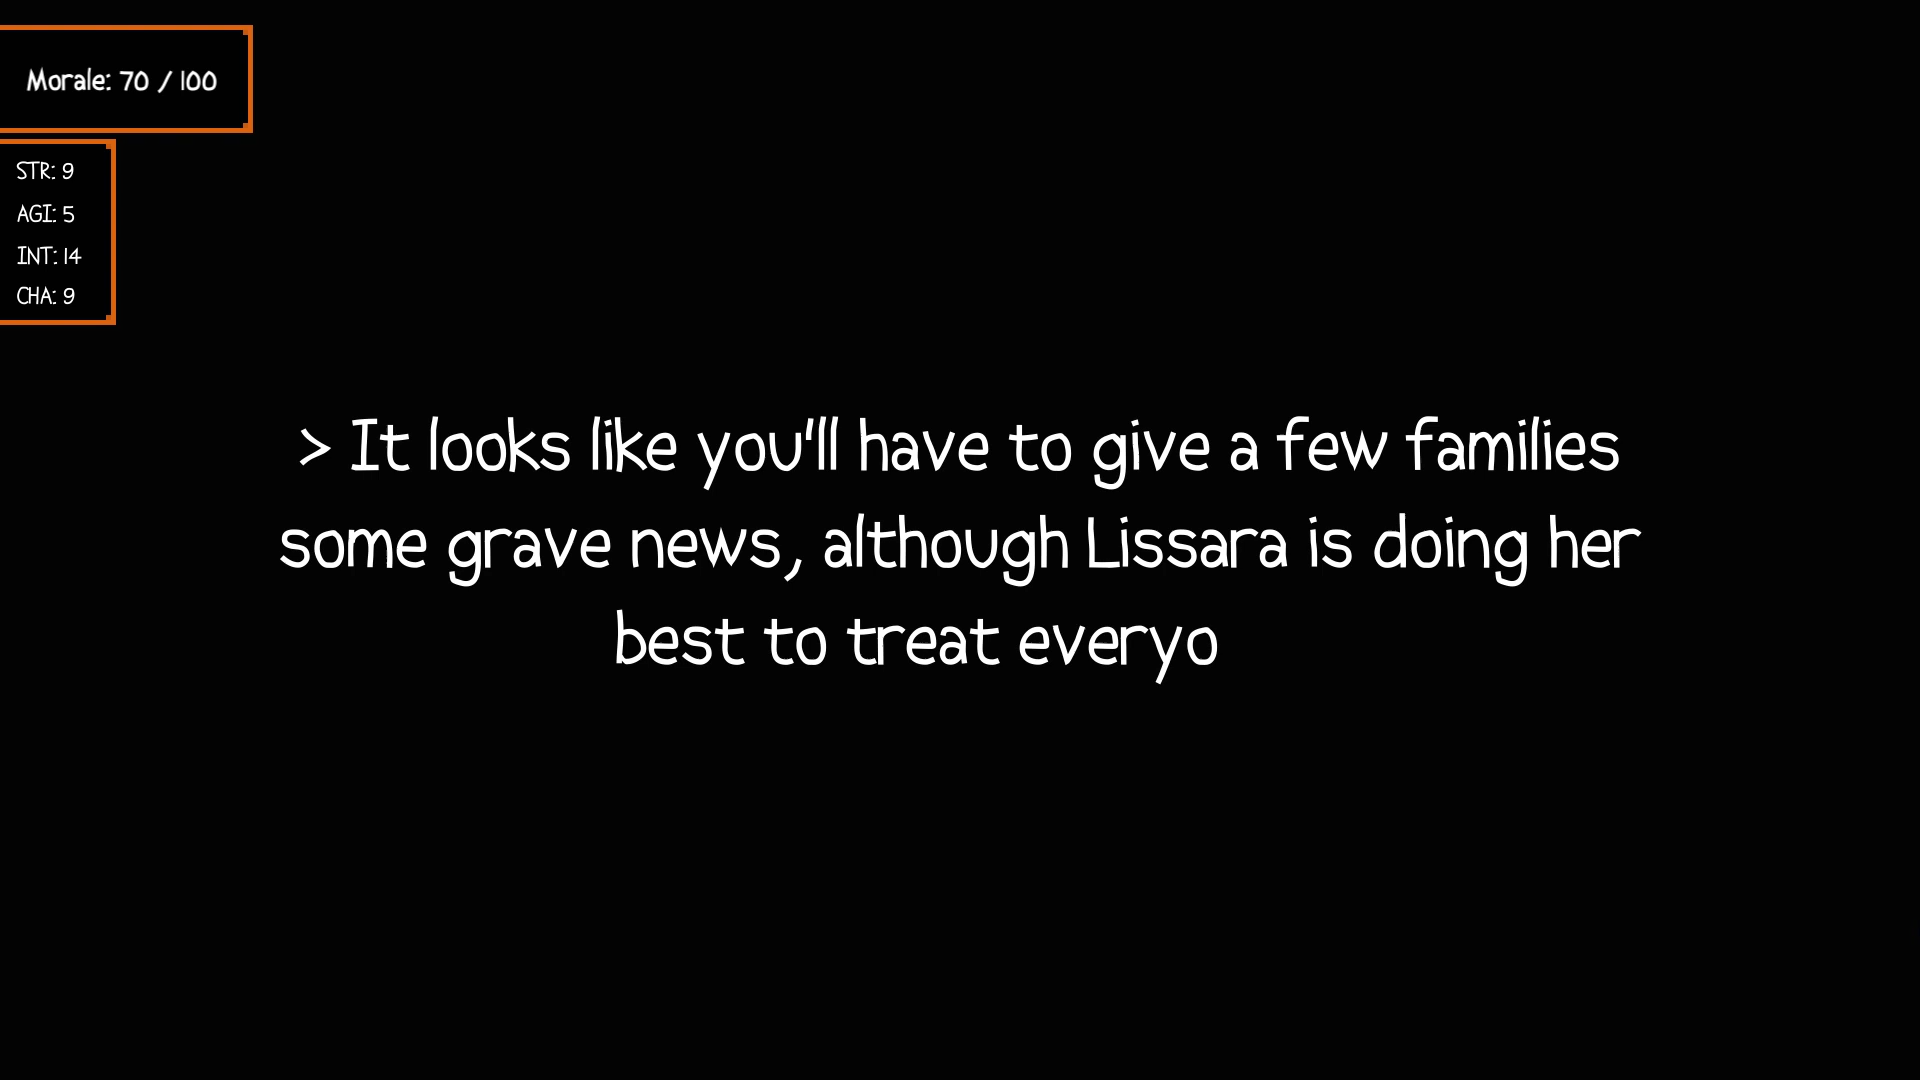 Morale: 70 / 100
STR: 9
AGI: 5
INT: 14
CHA: 9
> It looks like you'll have to give a few families
some grave news, although Lissara is doing her
best to treat everyo